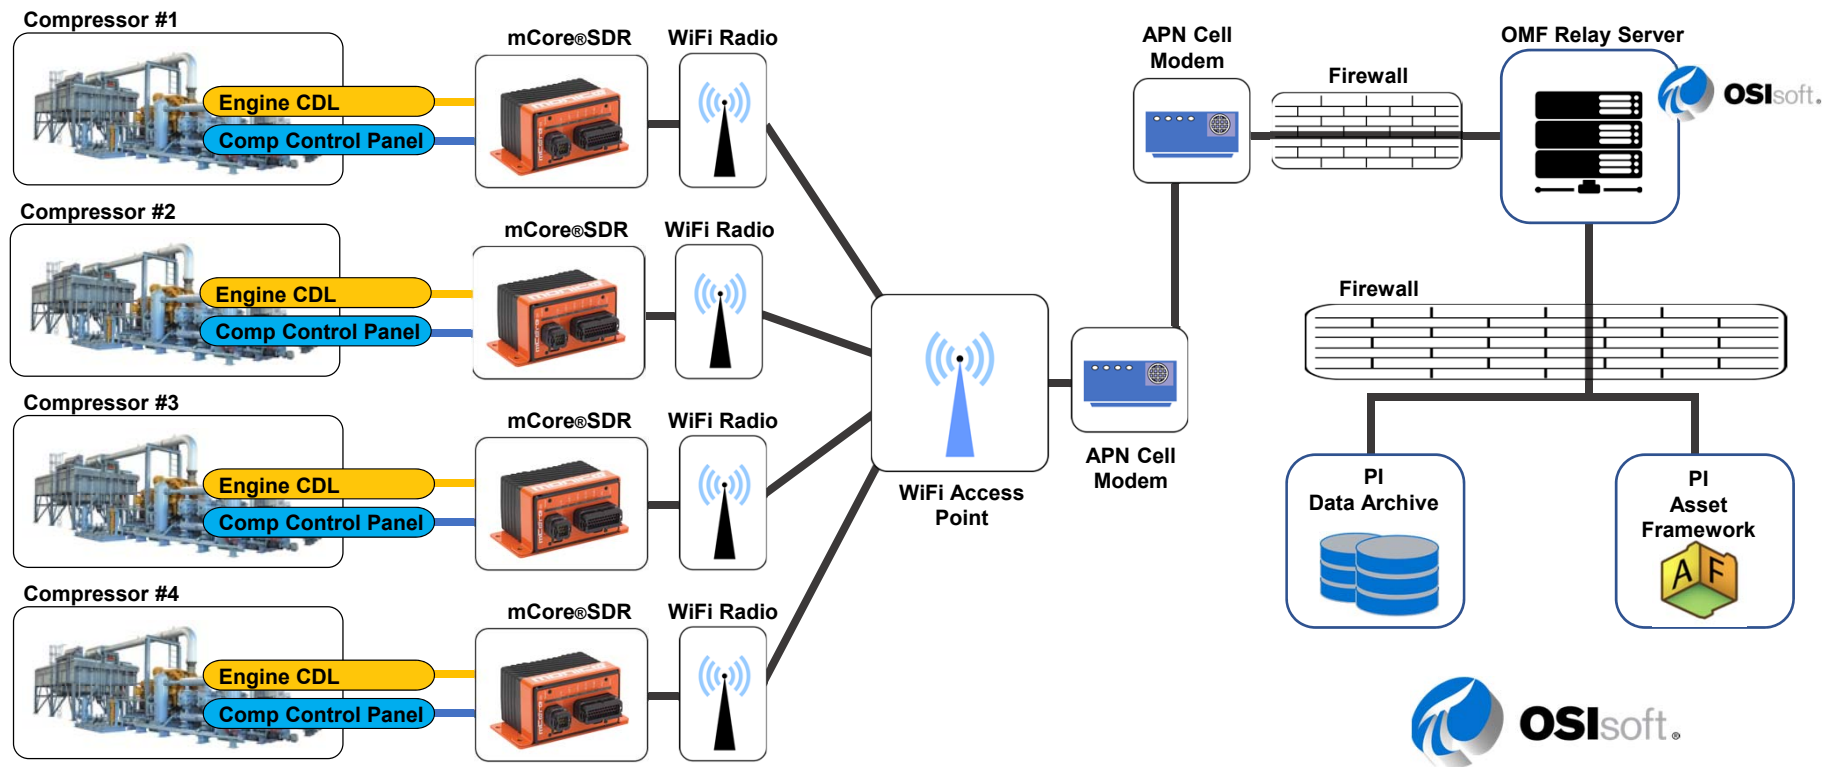 Compressor #1
mCore®SDR
WiFi Radio
Engine CDL
Comp Control Panel
Compressor #2
mCore®SDR
WiFi Radio
Engine CDL
Comp Control Panel
Compressor #3
mCore®SDR
WiFi Radio
Engine CDL
Comp Control Panel
Compressor #4
mCore®SDR
WiFi Radio
Engine CDL
Comp Control Panel
WiFi Access
Point
APN Cell
Modem
APN Cell
Modem
Firewall
OMF Relay Server
OSIsoft®
Firewall
PI
Data Archive
PI
Asset
Framework
A F
OSIsoft®